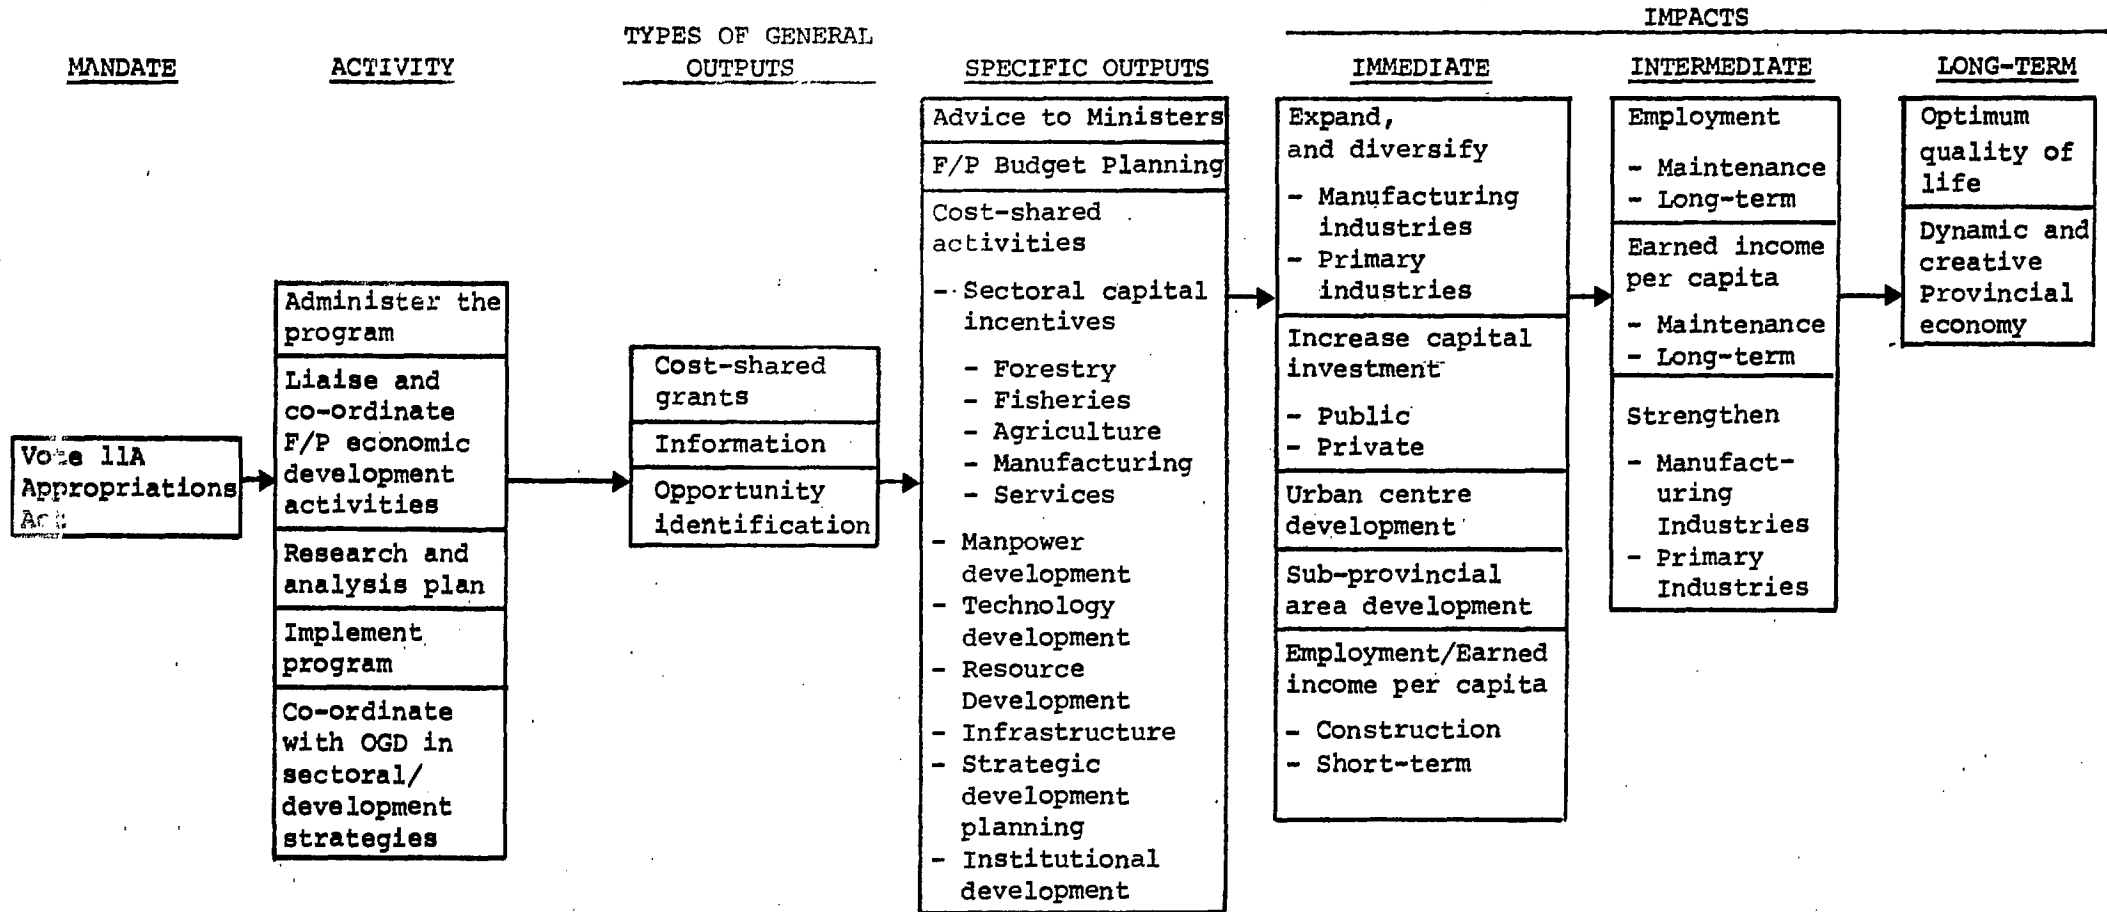 IMPACTS
TYPES OF GENERAL
OUTPUTS
MANDATE
ACTIVITY
SPECIFIC OUTPUTS
IMMEDIATE
INTERMEDIATE
LONG-TERM
Vote 11A
Appropriations
Act
Administer the
program
Liaise and
co-ordinate
F/P economic
development
activities
Research and
analysis plan
Implement
program
Co-ordinate
with OGD in
sectoral/
development
strategies
Cost-shared
grants
Information
Opportunity
identification
Advice to Ministers
F/P Budget Planning
Cost-shared
activities
- Sectoral capital
incentives
- Forestry
- Fisheries
- Agriculture
- Manufacturing
- Services
- Manpower
development
- Technology
development
- Resource
Development
- Infrastructure
- Strategic
development
planning
- Institutional
development
Expand,
and diversify
- Manufacturing
industries
- Primary
industries
Increase capital
investment
- Public
- Private
Urban centre
development
Sub-provincial
area development
Employment/Earned
income per capita
- Construction
- Short-term
Employment
- Maintenance
- Long-term
Earned income
per capita
- Maintenance
- Long-term
Strengthen
- Manufact-
uring
Industries
- Primary
Industries
Optimum
quality of
life
Dynamic and
creative
Provincial
economy